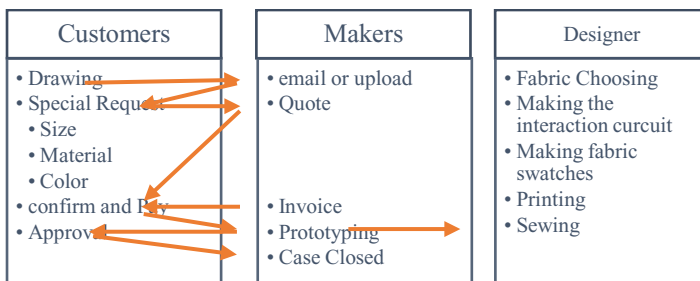 Customers
• Drawing
• Special Request
• Size
• Material
• Color
• confirm and Pay
• Approval
Makers
• email or upload
• Quote
• Invoice
• Prototyping
• Case Closed
Designer
• Fabric Choosing
• Making the
interaction curcuit
• Making fabric
swatches
• Printing
• Sewing